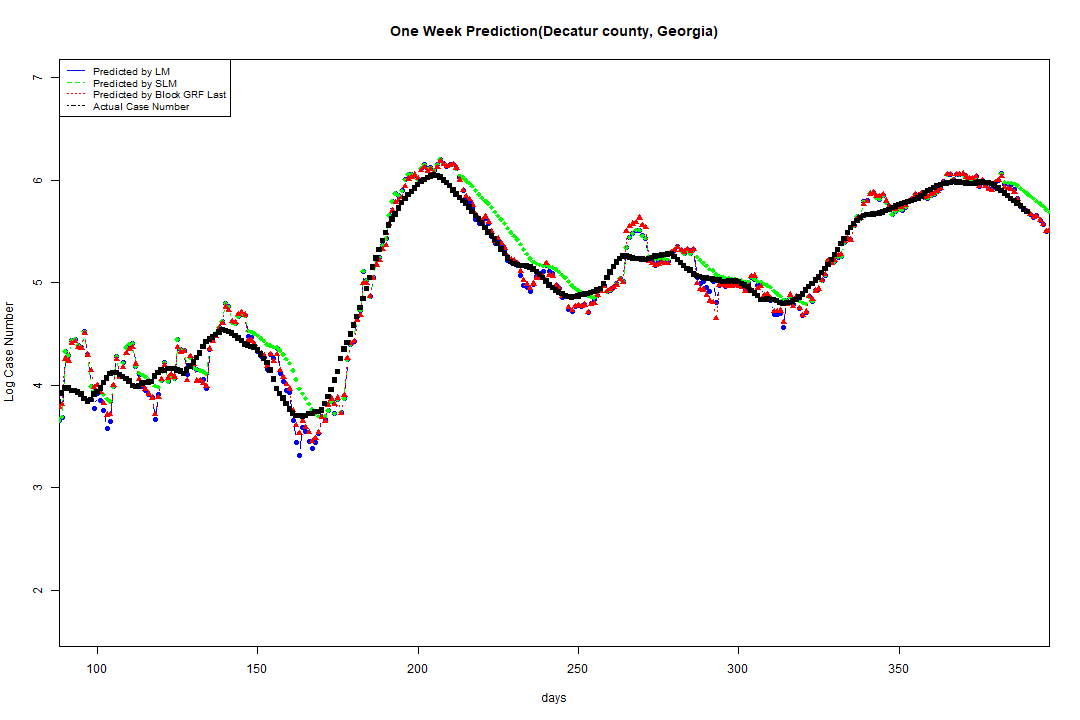 One Week Prediction(Decatur county, Georgia)
Predicted by LM
Predicted by SLM
Predicted by Block GRF Last
Actual Case Number
7
6
5
4
3
2
Log Case Number
100 150 200 250 300 350
days